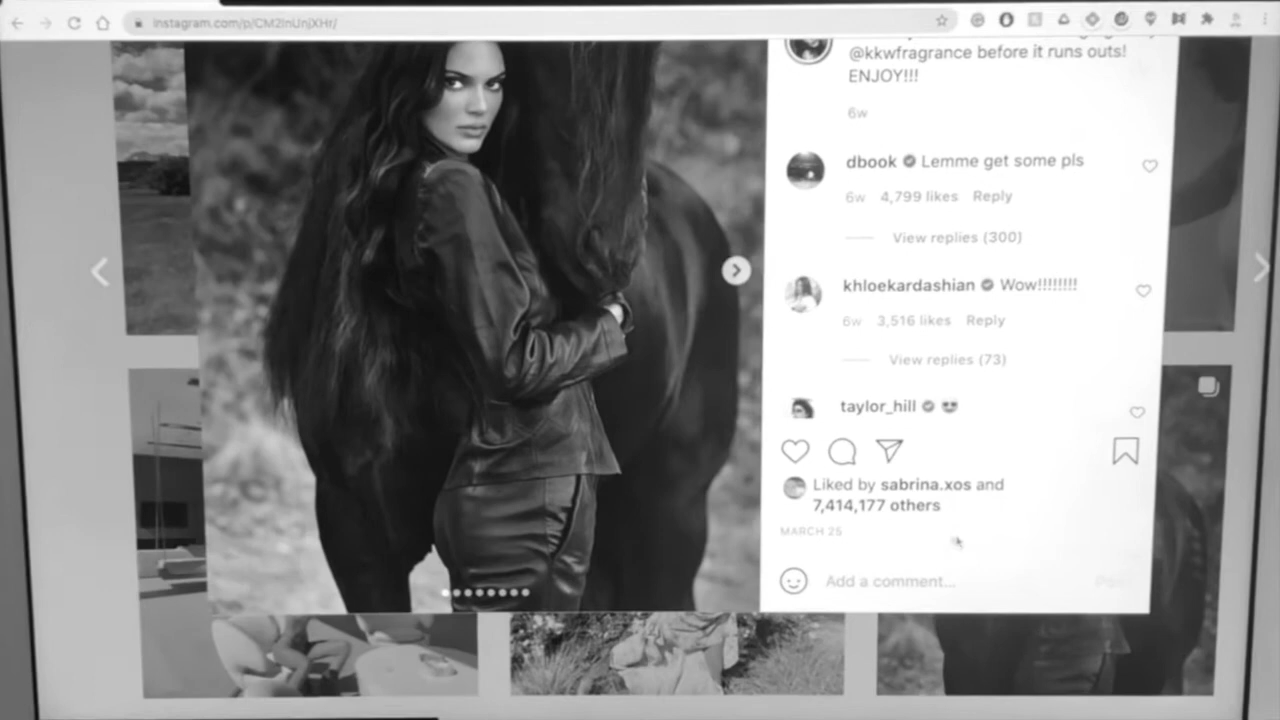 instagram.com/p/CM2InUnjXHr/
@kkwfragrance before it runs outs!
ENJOY!!!
6w
dbook Lemme get some pls
6w 4,799 likes Reply
View replies (300)
khloekardashian Wow!!!!!!!!
6w 3,516 likes Reply
View replies (73)
taylor_hill
Liked by sabrina.xos and
7,414,177 others
MARCH 25
Add a comment... Post